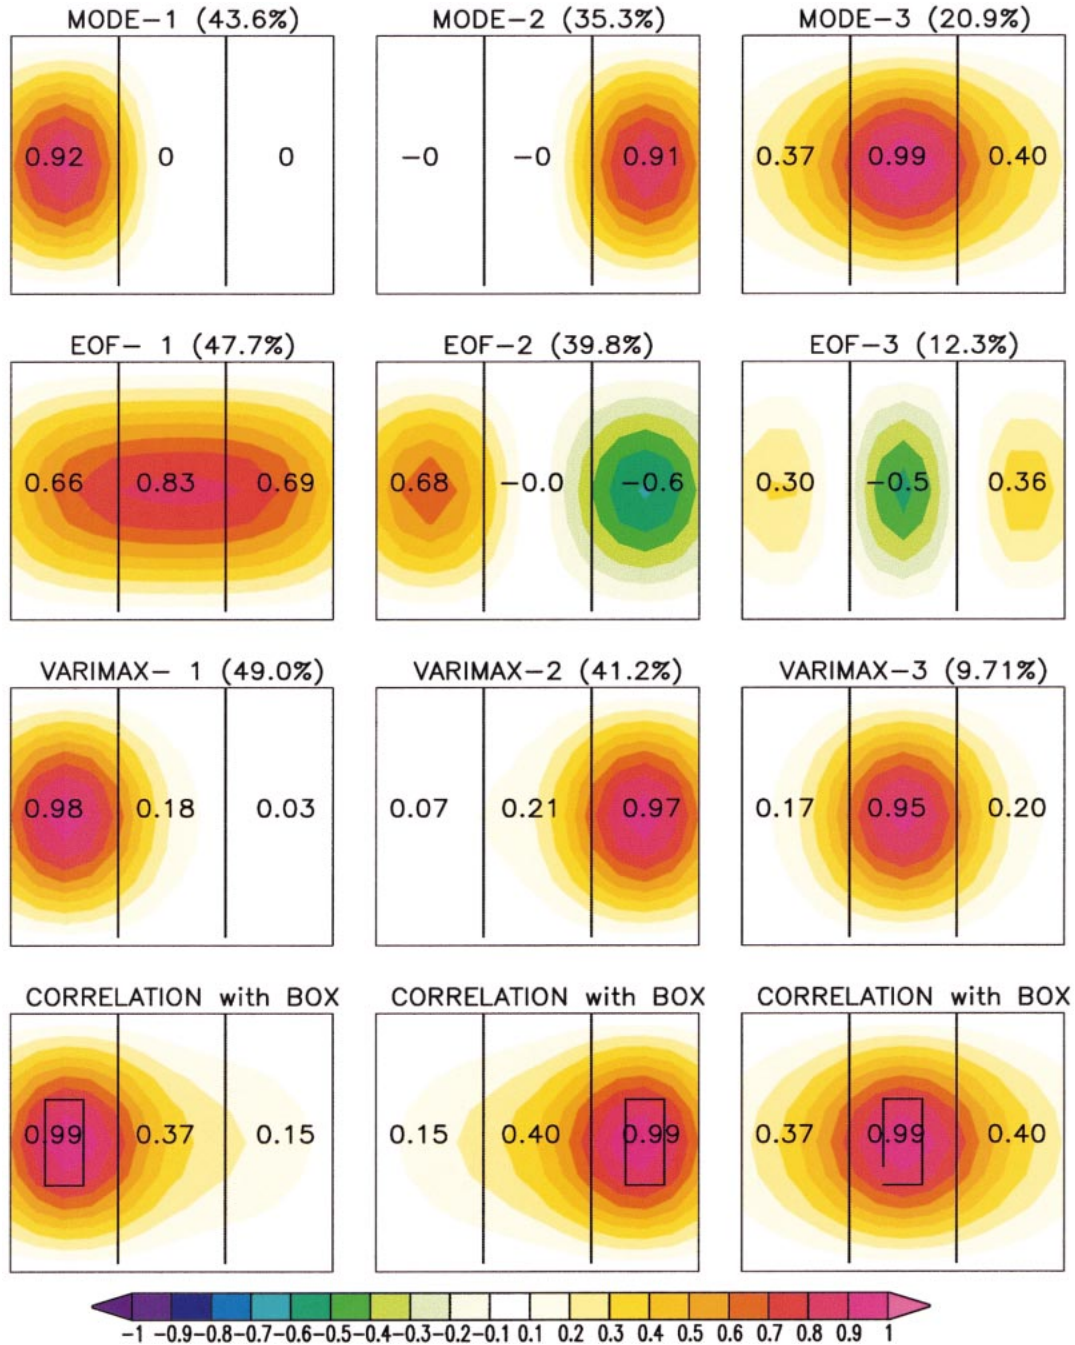 MODE-1 (43.6%) MODE-2 (35.3%) MODE-3 (20.9%)
0.92 0 0 -0 -0 0.91 0.37 0.99 0.40
EOF- 1 (47.7%) EOF-2 (39.8%) EOF-3 (12.3%)
0.66 0.83 0.69 0.68 -0.0 -0.6 0.30 -0.5 0.36
VARIMAX- 1 (49.0%) VARIMAX-2 (41.2%) VARIMAX-3 (9.71%)
0.98 0.18 0.03 0.07 0.21 0.97 0.17 0.95 0.20
CORRELATION with BOX CORRELATION with BOX CORRELATION with BOX
0.99 0.37 0.15 0.15 0.40 0.99 0.37 0.99 0.40
-1 -0.9 -0.8 -0.7 -0.6 -0.5 -0.4 -0.3 -0.2 -0.1 0.1 0.2 0.3 0.4 0.5 0.6 0.7 0.8 0.9 1